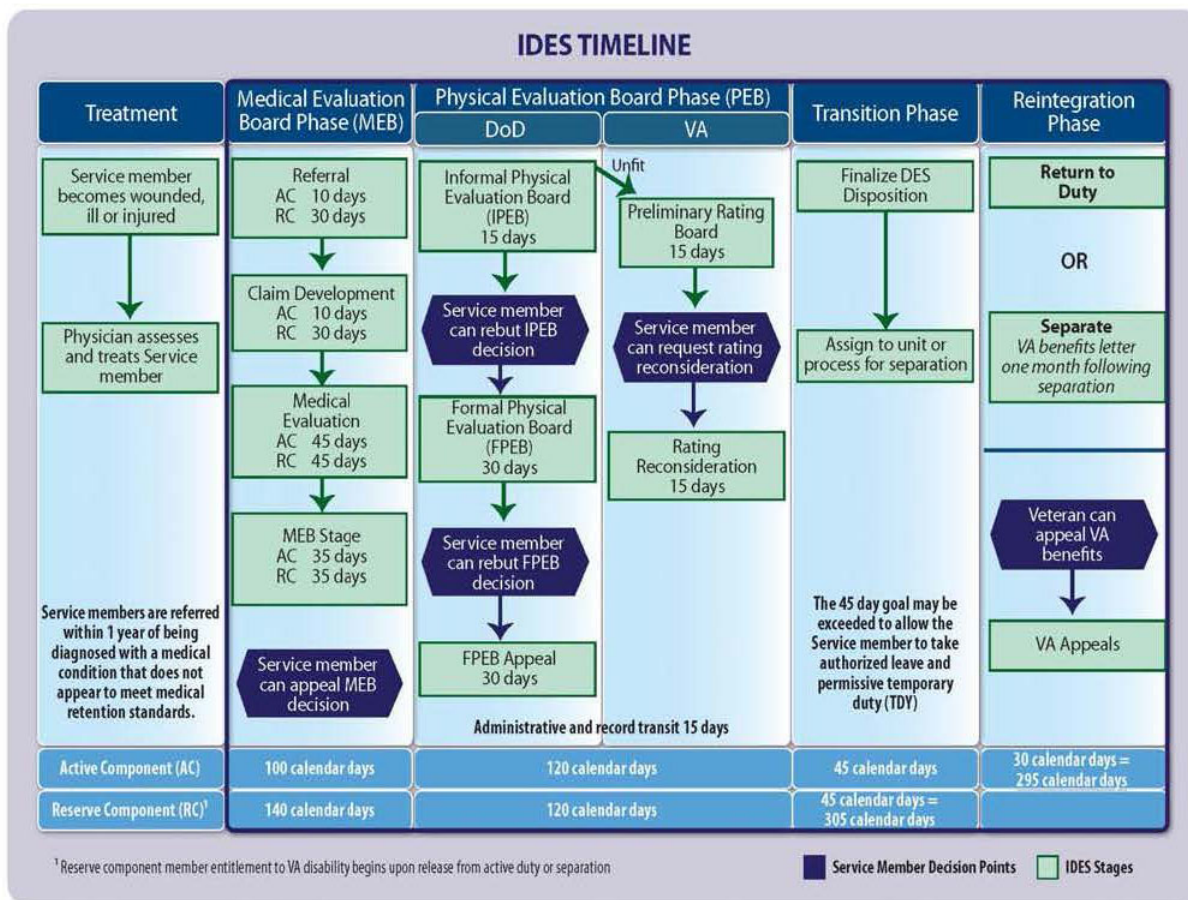 IDES TIMELINE
Treatment
Service member
becomes wounded,
ill or injured
Physician assesses
and treats Service
member
Service members are referred
within 1 year of being
diagnosed with a medical
condition that does not
appear to meet medical
retention standards.
Medical Evaluation
Board Phase (MEB)
Referral
AC 10 days
RC 30 days
Claim Development
AC 10 days
RC 30 days
Medical
Evaluation
AC 45 days
RC 45 days
MEB Stage
AC 35 days
RC 35 days
Service member
can appeal MEB
decision
Physical Evaluation Board Phase (PEB)
DoD
Informal Physical
Evaluation Board
(IPEB)
15 days
Service member
can rebut IPEB
decision
Formal Physical
Evaluation Board
(FPEB)
30 days
Service member
can rebut FPEB
decision
FPEB Appeal
30 days
VA
Unfit
Preliminary Rating
Board
15 days
Service member
can request rating
reconsideration
Rating
Reconsideration
15 days
Administrative and record transit 15 days
Transition Phase
Finalize DES
Disposition
Assign to unit or
process for separation
The 45 day goal may be
exceeded to allow the
Service member to take
authorized leave and
permissive temporary
duty (TDY)
Reintegration
Phase
Return to
Duty
OR
Separate
VA benefits letter
one month following
separation
Veteran can
appeal VA
benefits
VA Appeals
Active Component (AC)
100 calendar days
120 calendar days
45 calendar days
30 calendar days =
295 calendar days
Reserve Component (RC)¹
140 calendar days
120 calendar days
45 calendar days =
305 calendar days
¹ Reserve component member entitlement to VA disability begins upon release from active duty or separation
Service Member Decision Points
IDES Stages